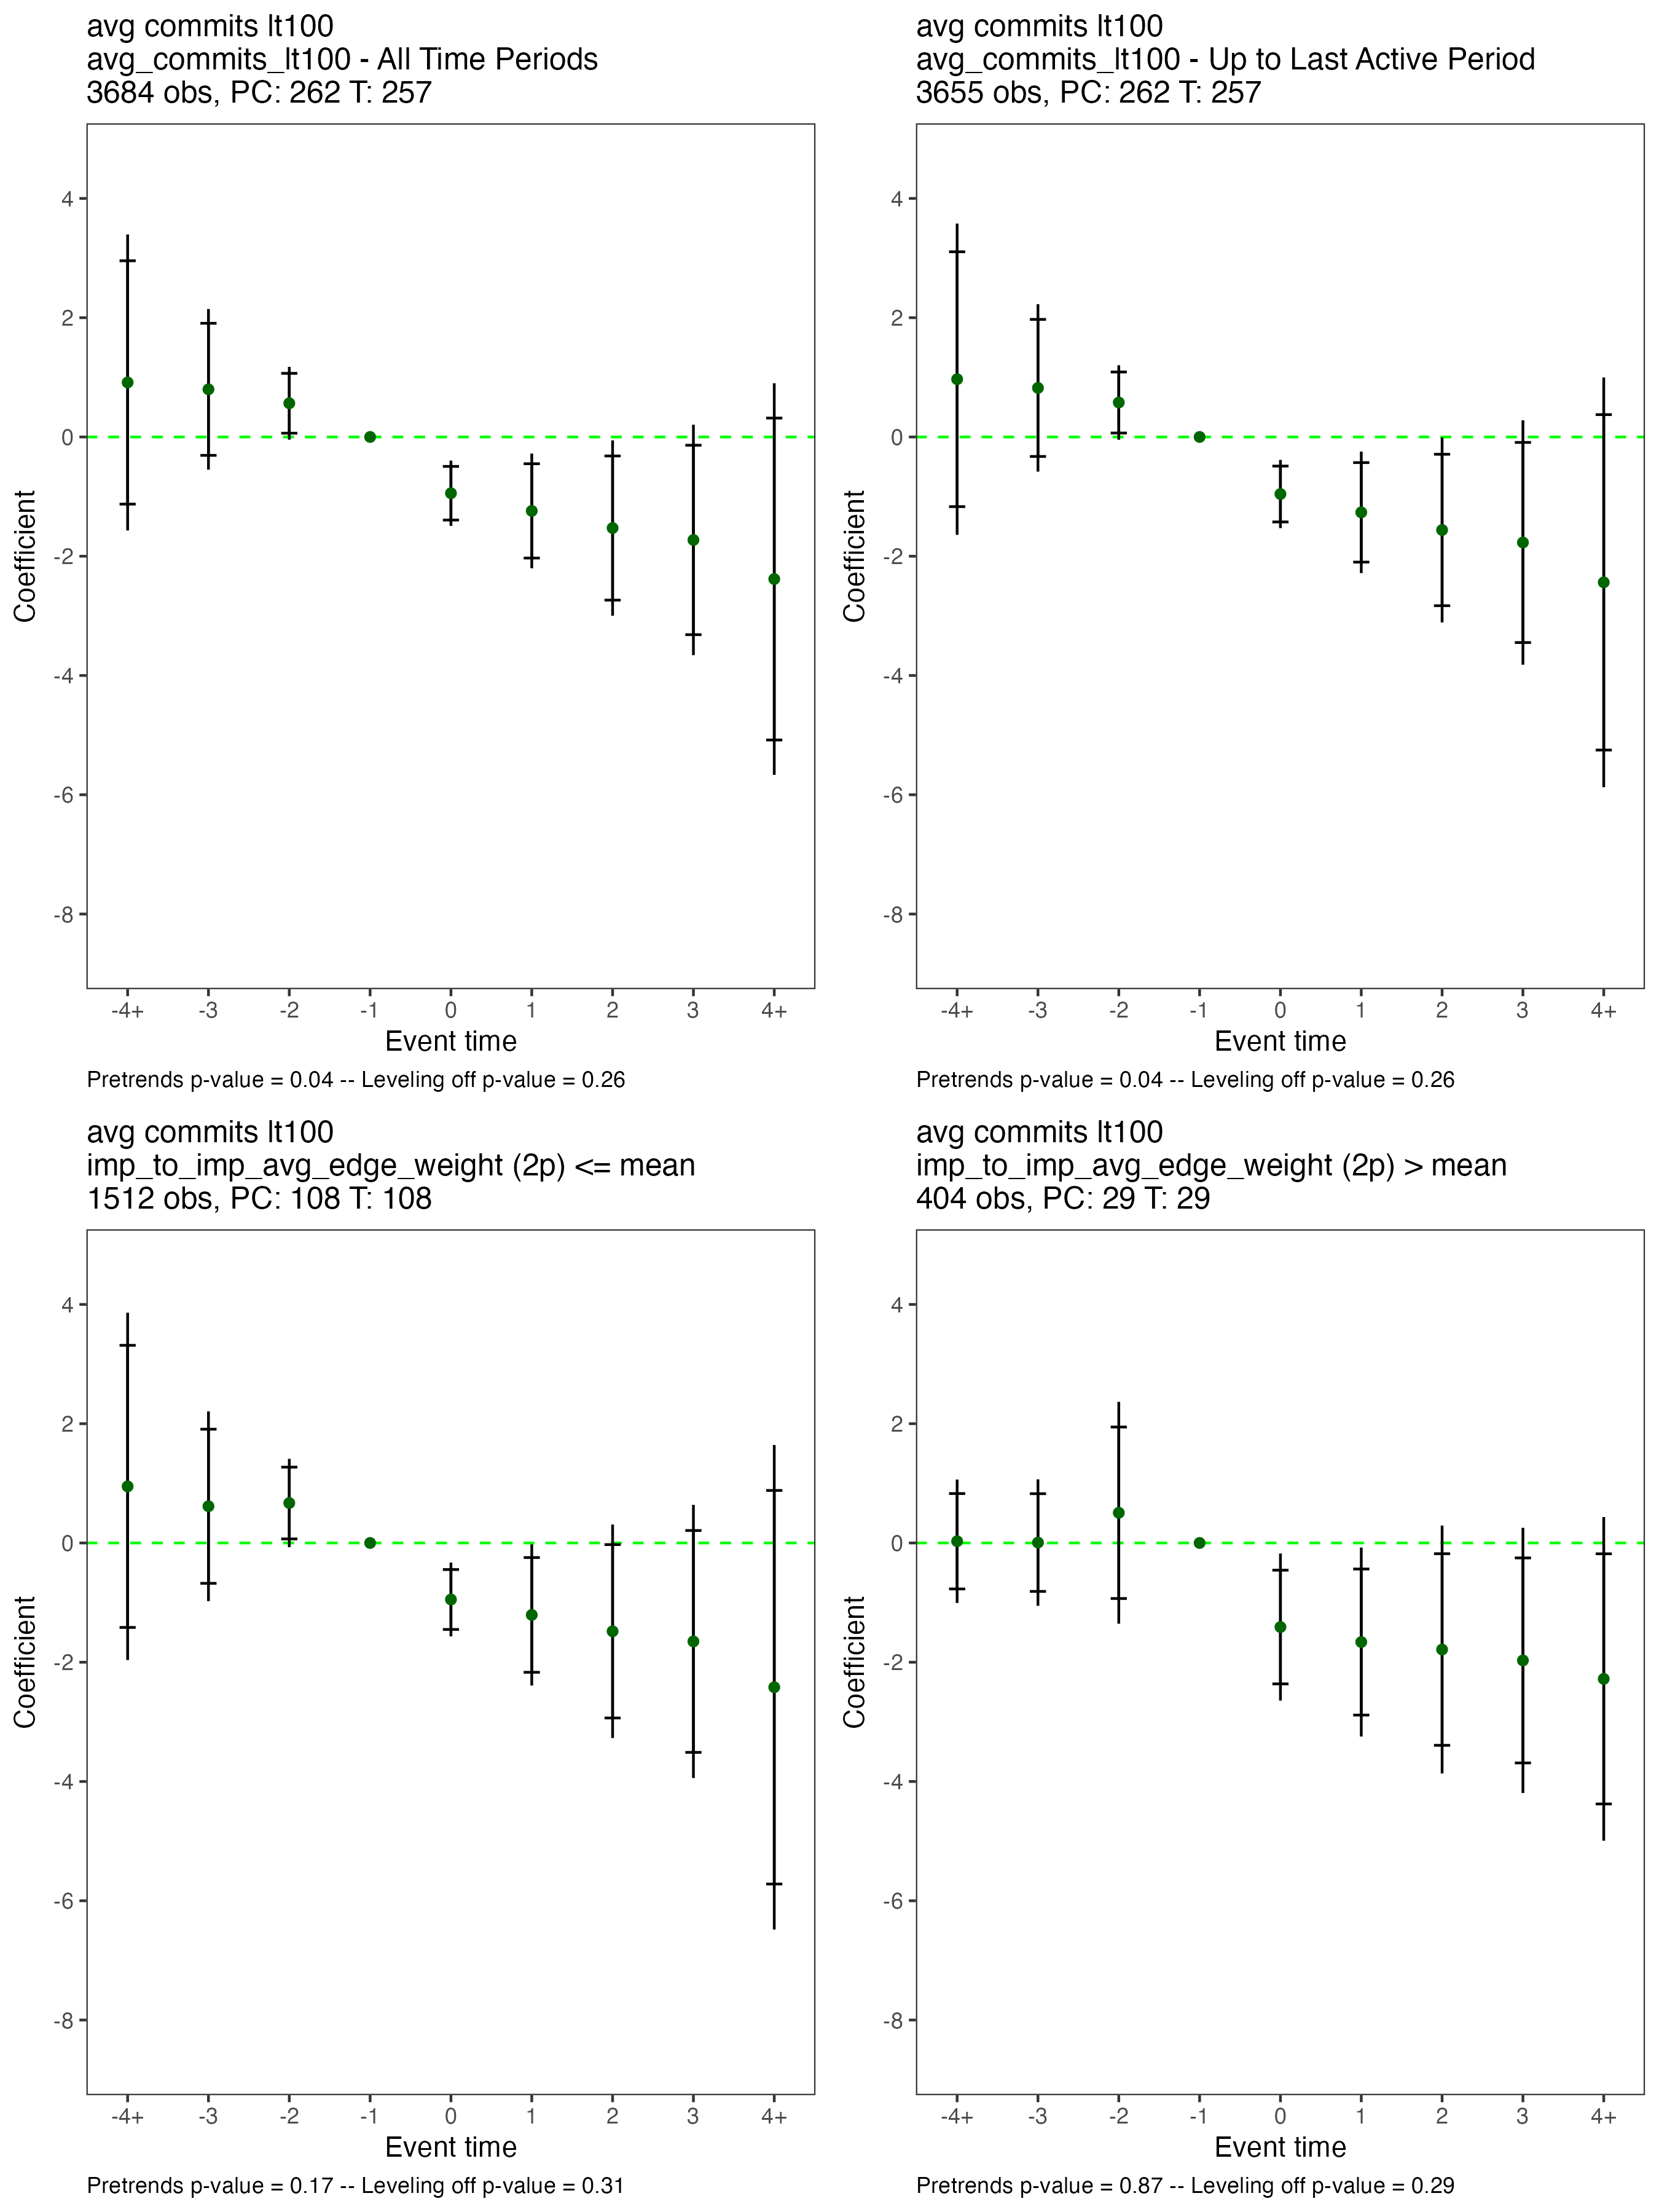 avg commits lt100
avg_commits_lt100 - All Time Periods
3684 obs, PC: 262 T: 257
4
2
0
-2
-4
-6
-8
Coefficient
-4+ -3 -2 -1 0 1 2 3 4+
Event time
Pretrends p-value = 0.04 -- Leveling off p-value = 0.26
avg commits lt100
avg_commits_lt100 - Up to Last Active Period
3655 obs, PC: 262 T: 257
4
2
0
-2
-4
-6
-8
Coefficient
-4+ -3 -2 -1 0 1 2 3 4+
Event time
Pretrends p-value = 0.04 -- Leveling off p-value = 0.26
avg commits lt100
imp_to_imp_avg_edge_weight (2p) <= mean
1512 obs, PC: 108 T: 108
4
2
0
-2
-4
-6
-8
Coefficient
-4+ -3 -2 -1 0 1 2 3 4+
Event time
Pretrends p-value = 0.17 -- Leveling off p-value = 0.31
avg commits lt100
imp_to_imp_avg_edge_weight (2p) > mean
404 obs, PC: 29 T: 29
4
2
0
-2
-4
-6
-8
Coefficient
-4+ -3 -2 -1 0 1 2 3 4+
Event time
Pretrends p-value = 0.87 -- Leveling off p-value = 0.29